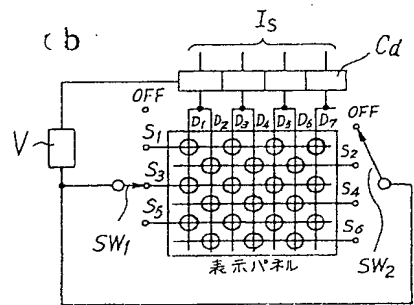 (b
Is
Cd
OFF
D1 D2 D3 D4 D5 D6 D7
OFF
V
S1
S2
S3
S4
S5
S6
SW1
SW2
表示パネル